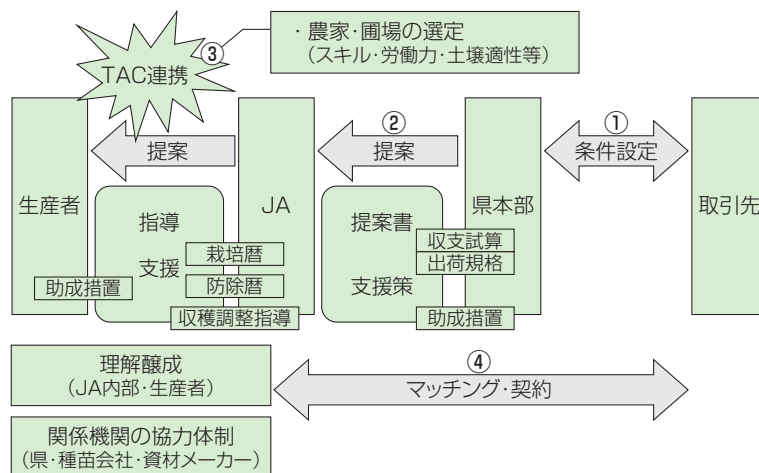 ・農家・圃場の選定
（スキル・労働力・土壌適性等）
③
TAC連携
②
①
提案
提案
条件設定
生産者
JA
県本部
取引先
指導
支援
提案書
支援策
栽培暦
防除暦
収穫調整指導
助成措置
収支試算
出荷規格
助成措置
理解醸成
（JA内部・生産者）
④
マッチング・契約
関係機関の協力体制
（県・種苗会社・資材メーカー）